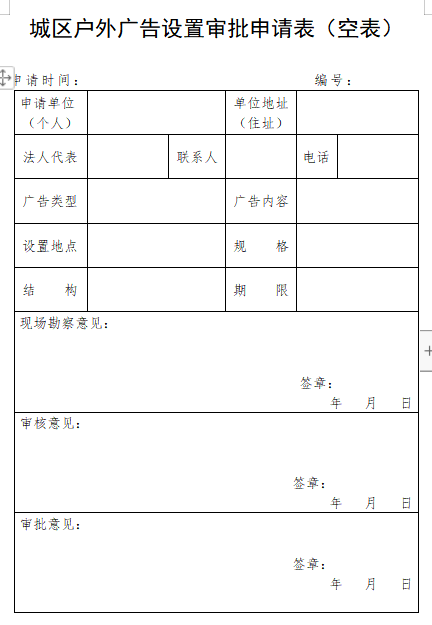 城区户外广告设置审批申请表（空表）
申请时间： 编号：
申请单位（个人） 单位地址（住址）
法人代表 联系人 电话
广告类型 广告内容
设置地点 规 格
结 构 期 限
现场勘察意见：
签章：
年 月 日
审核意见：
签章：
年 月 日
审批意见：
签章：
年 月 日